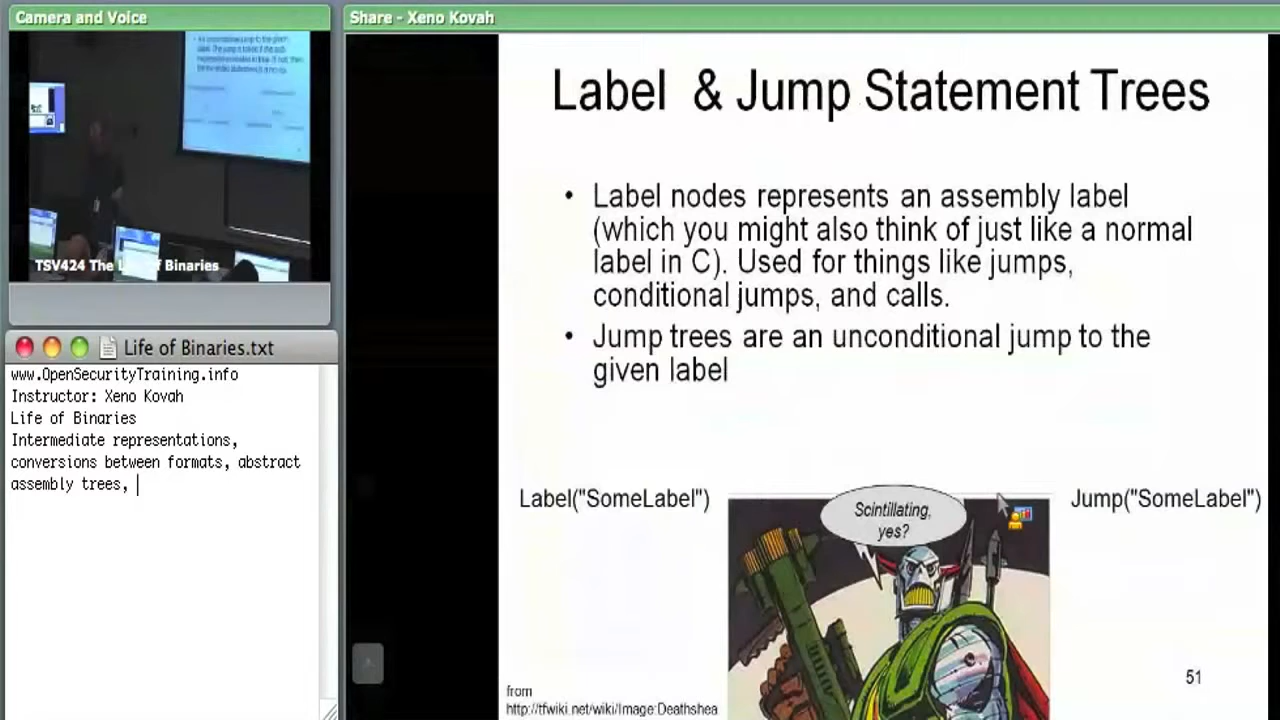 Camera and Voice
TSV424 The Life of Binaries
Life of Binaries.txt
www.OpenSecurityTraining.info
Instructor: Xeno Kovah
Life of Binaries
Intermediate representations,
conversions between formats, abstract
assembly trees,
Share - Xeno Kovah
Label & Jump Statement Trees
• Label nodes represents an assembly label
(which you might also think of just like a normal
label in C). Used for things like jumps,
conditional jumps, and calls.
• Jump trees are an unconditional jump to the
given label
Label("SomeLabel")
Scintillating,
yes?
Jump("SomeLabel")
from
http://tfwiki.net/wiki/Image:Deathshea
51